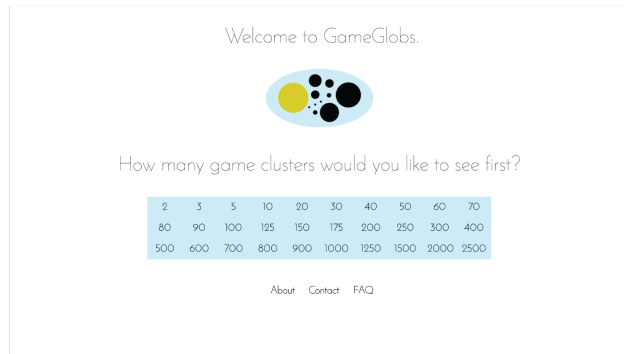 Welcome to GameGlobs.
How many game clusters would you like to see first?
2 3 5 10 20 30 40 50 60 70
80 90 100 125 150 175 200 250 300 400
500 600 700 800 900 1000 1250 1500 2000 2500
About Contact FAQ